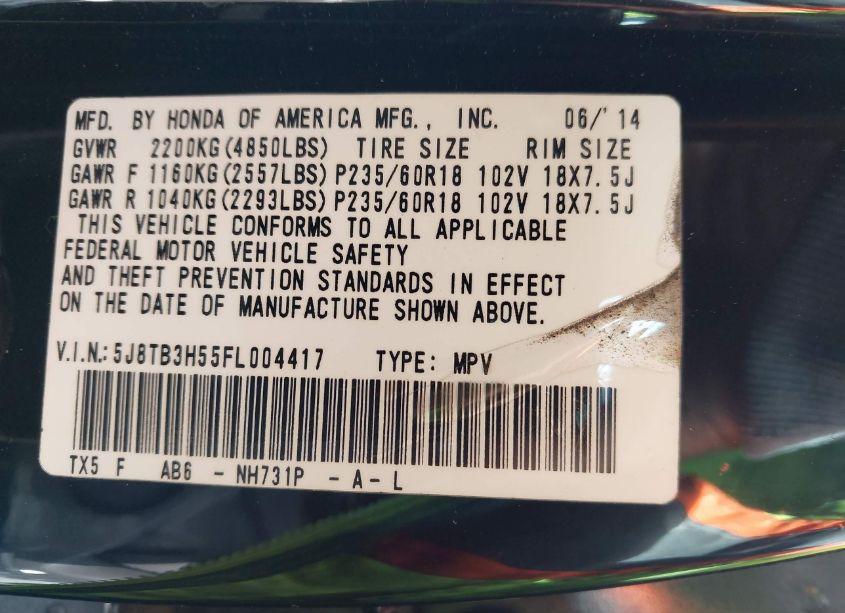 MFD. BY HONDA OF AMERICA MFG., INC. 06/'14
GVWR 2200KG(4850LBS) TIRE SIZE RIM SIZE
GAWR F 1160KG(2557LBS) P235/60R18 102V 18X7.5J
GAWR R 1040KG(2293LBS) P235/60R18 102V 18X7.5J
THIS VEHICLE CONFORMS TO ALL APPLICABLE
FEDERAL MOTOR VEHICLE SAFETY
AND THEFT PREVENTION STANDARDS IN EFFECT
ON THE DATE OF MANUFACTURE SHOWN ABOVE.
V.I.N.: 5J8TB3H55FL004417 TYPE: MPV
TX5 F AB6 - NH731P - A - L